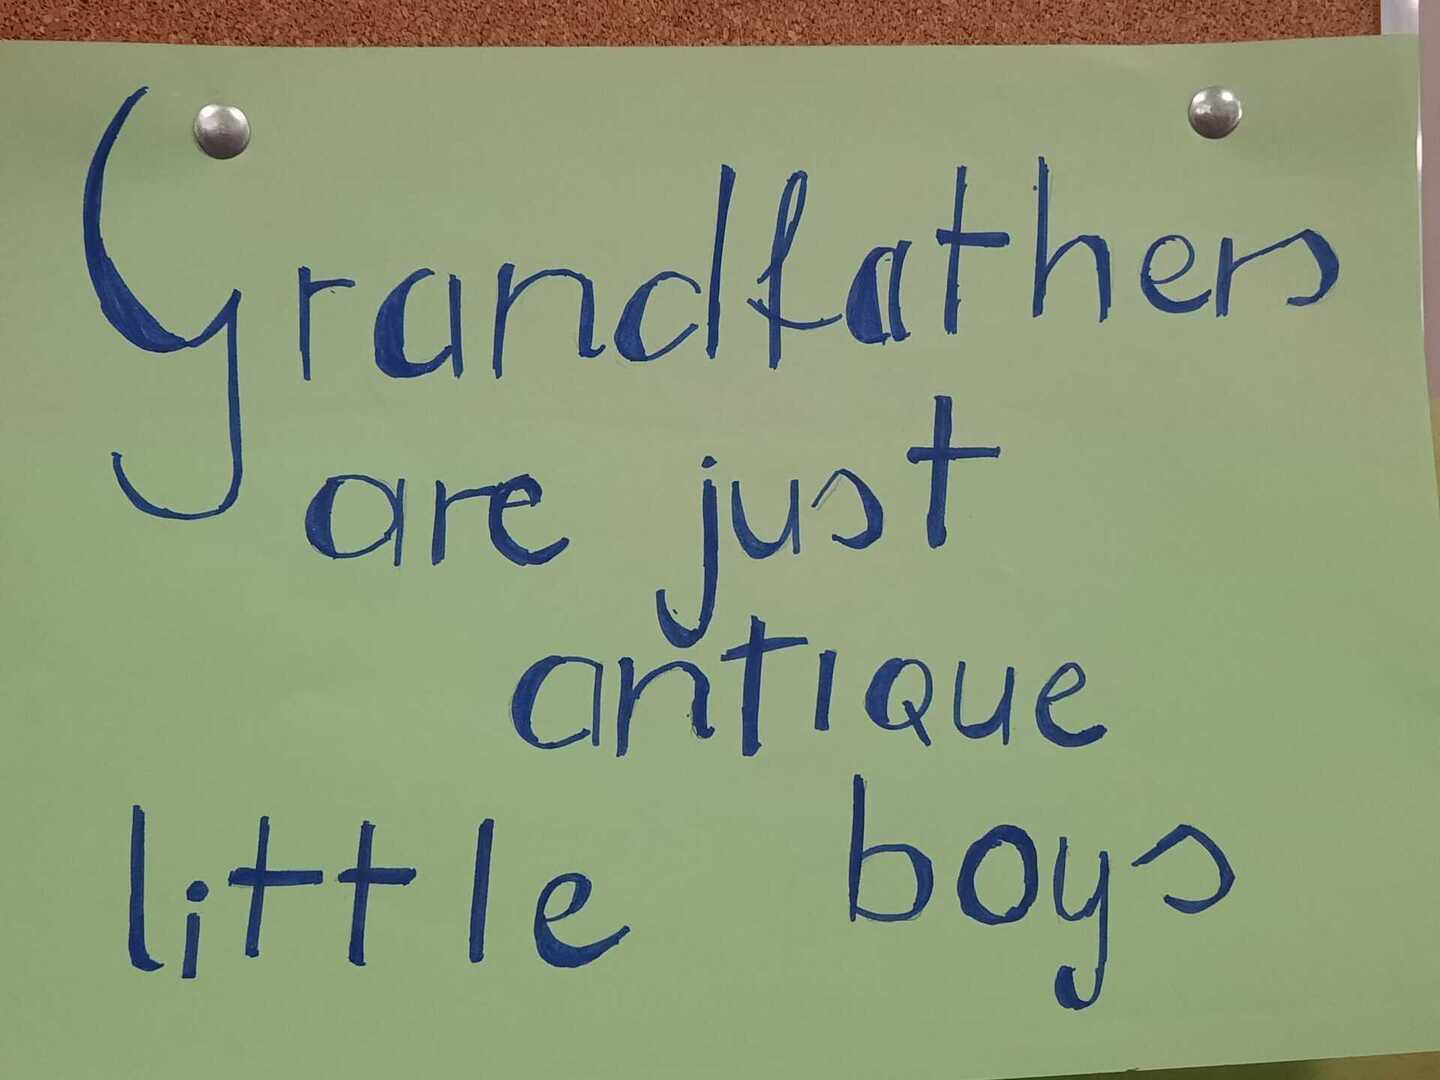 Grandfathers
are just
antique
little boys